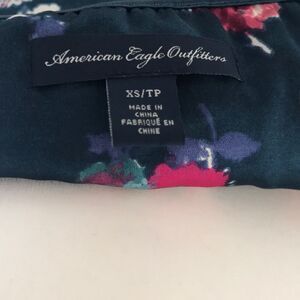 American Eagle Outfitters
XS/TP
MADE IN
CHINA
FABRIQUÉ EN
CHINE